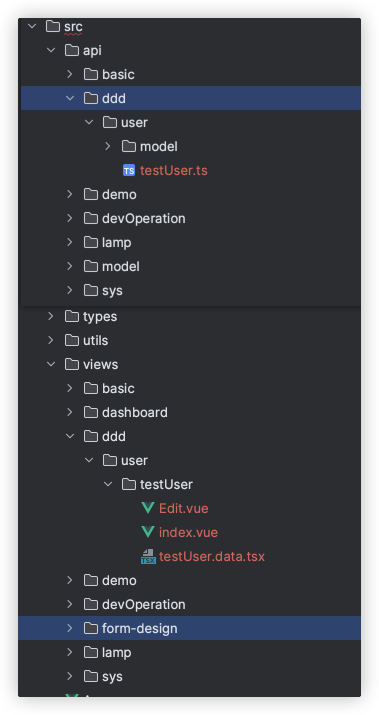 src
api
basic
ddd
user
model
TS testUser.ts
demo
devOperation
lamp
model
sys
types
utils
views
basic
dashboard
ddd
user
testUser
Edit.vue
index.vue
TSX testUser.data.tsx
demo
devOperation
form-design
lamp
sys